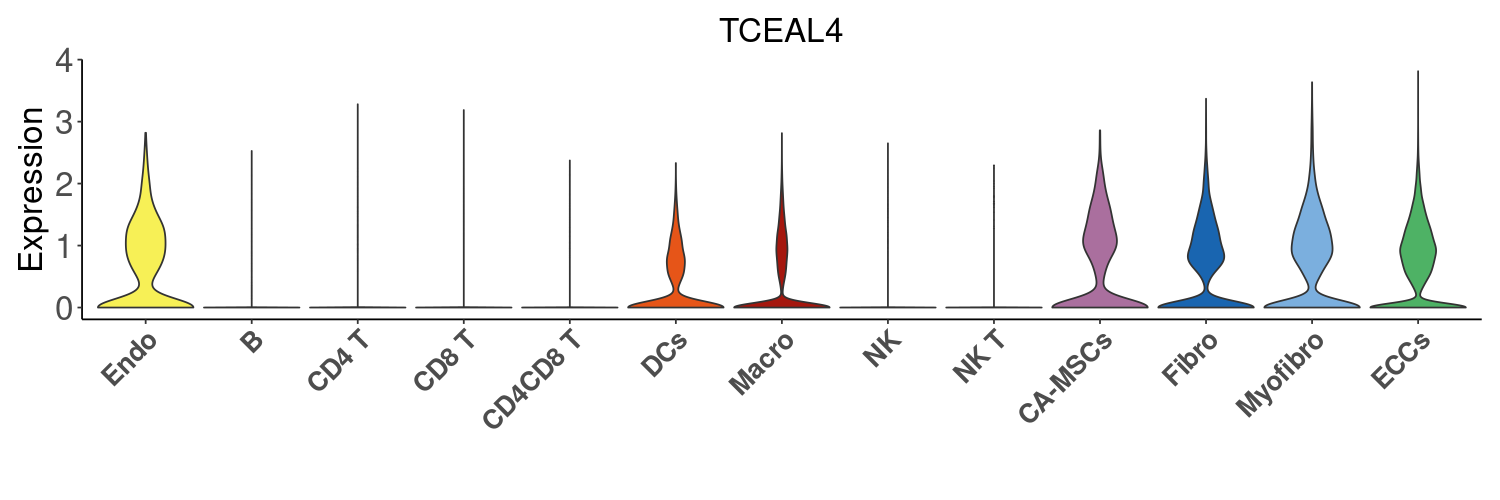 TCEAL4
Expression
4
3
2
1
0
Endo
B
CD4 T
CD8 T
CD4CD8 T
DCs
Macro
NK
NK T
CA-MSCs
Fibro
Myofibro
ECCs